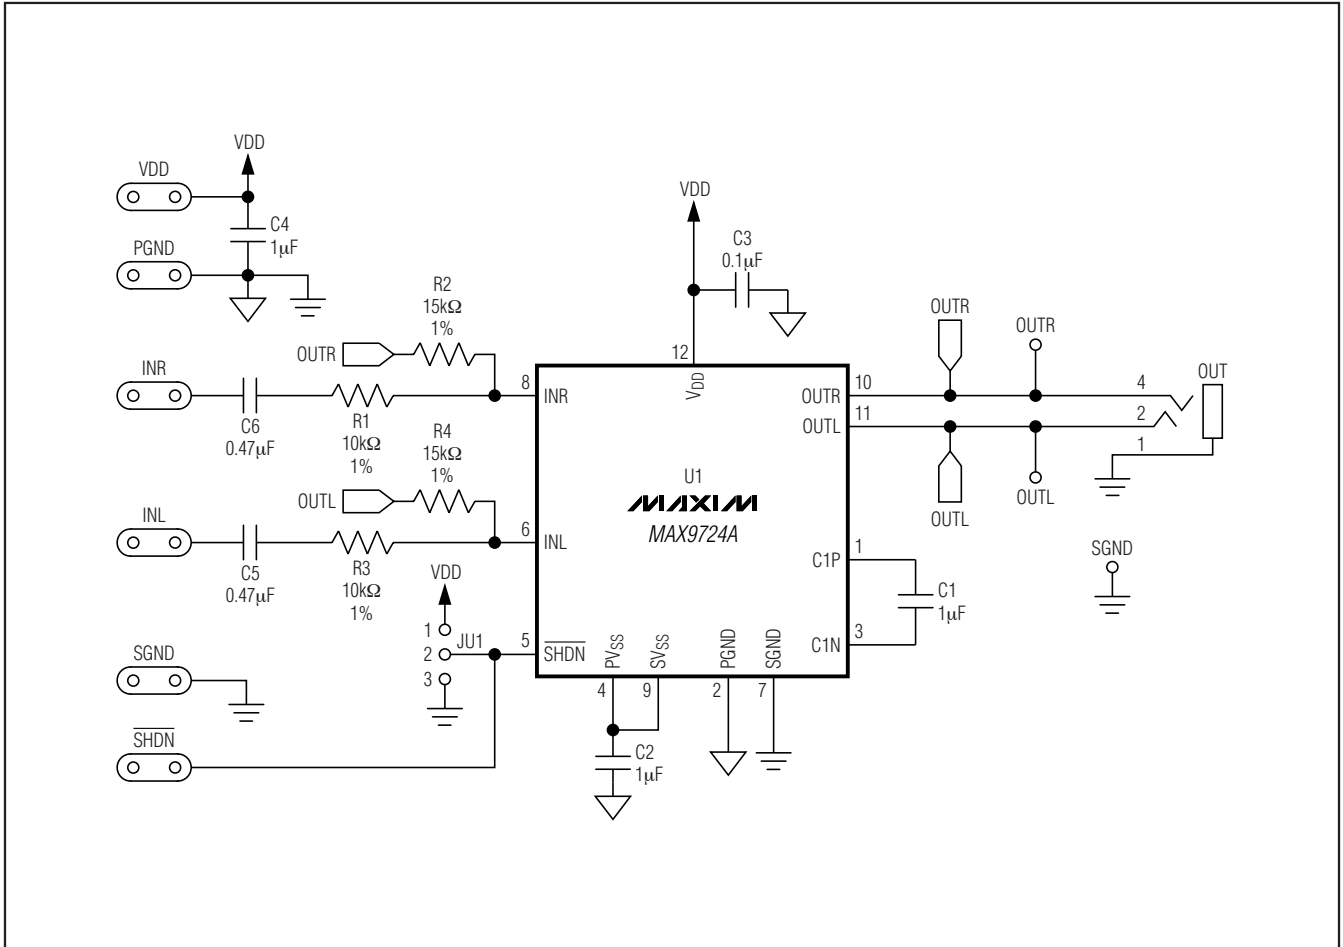 VDD
VDD
C4
1µF
PGND
VDD
C3
0.1µF
R2
15kΩ
1%
OUTR
INR
C6
0.47µF
R1
10kΩ
1%
R4
15kΩ
1%
OUTL
INL
C5
0.47µF
R3
10kΩ
1%
VDD
1
2
3
JU1
SGND
SHDN
8
INR
6
INL
5
SHDN
12
VDD
U1
MAXIM
MAX9724A
OUTR
10
OUTL
11
C1P
1
C1N
3
C1
1µF
PVSS
SVSS
PGND
SGND
4
9
2
7
C2
1µF
OUTR
OUTR
OUTL
OUTL
4
2
1
OUT
SGND